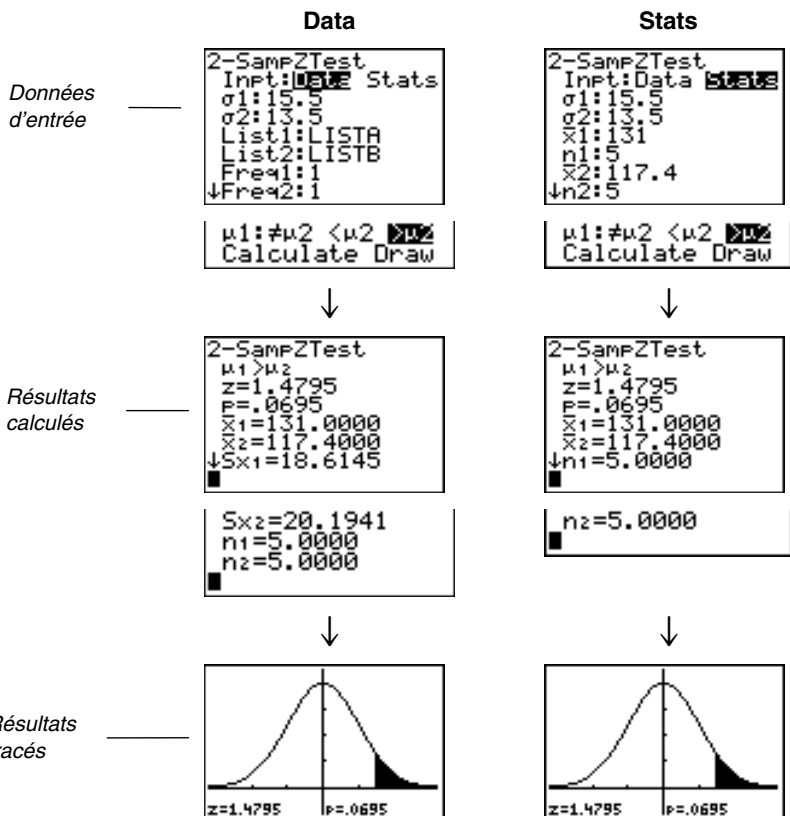 Data
Stats
Données
d'entrée
2-SampZTest
Inpt:Data Stats
σ1:15.5
σ2:13.5
List1:LISTA
List2:LISTB
Freq1:1
↓Freq2:1
μ1:≠μ2 <μ2 >μ2
Calculate Draw
2-SampZTest
Inpt:Data Stats
σ1:15.5
σ2:13.5
x̄1:131
n1:5
x̄2:117.4
↓n2:5
μ1:≠μ2 <μ2 >μ2
Calculate Draw
↓
↓
Résultats
calculés
2-SampZTest
μ1>μ2
z=1.4795
p=.0695
x̄1=131.0000
x̄2=117.4000
↓Sx1=18.6145
Sx2=20.1941
n1=5.0000
n2=5.0000
2-SampZTest
μ1>μ2
z=1.4795
p=.0695
x̄1=131.0000
x̄2=117.4000
↓n1=5.0000
n2=5.0000
↓
↓
Résultats
racés
z=1.4795 p=.0695
z=1.4795 p=.0695